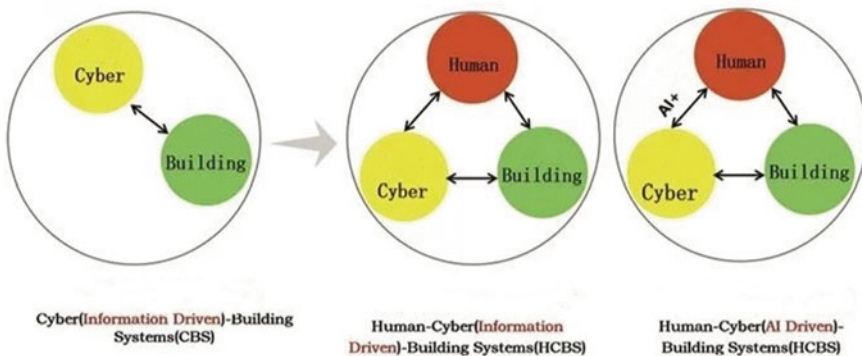 Cyber
Building
Human
Cyber
Building
AI+
Human
Cyber
Building
Cyber(Information Driven)-Building
Systems(CBS)
Human-Cyber(Information
Driven)-Building Systems(HCBS)
Human-Cyber(AI Driven)-
Building Systems(HCBS)